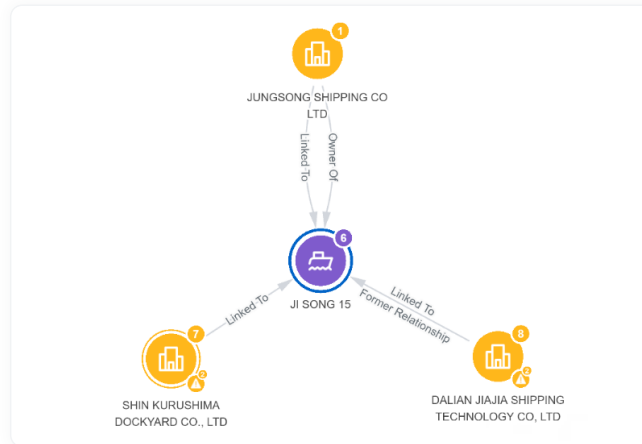 1
JUNGSONG SHIPPING CO
LTD
Linked To
Owner Of
6
JI SONG 15
Linked To
Linked To
Former Relationship
7
2
SHIN KURUSHIMA
DOCKYARD CO., LTD
8
2
DALIAN JIAJIA SHIPPING
TECHNOLOGY CO, LTD